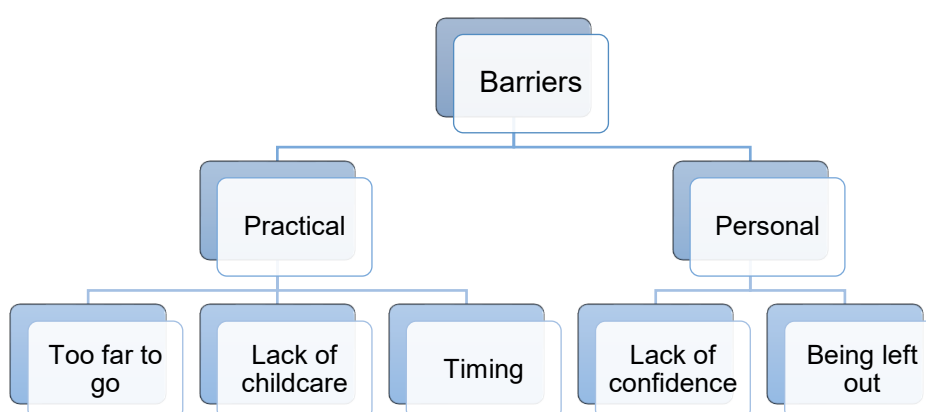 Barriers
Practical
Personal
Too far to
go
Lack of
childcare
Timing
Lack of
confidence
Being left
out